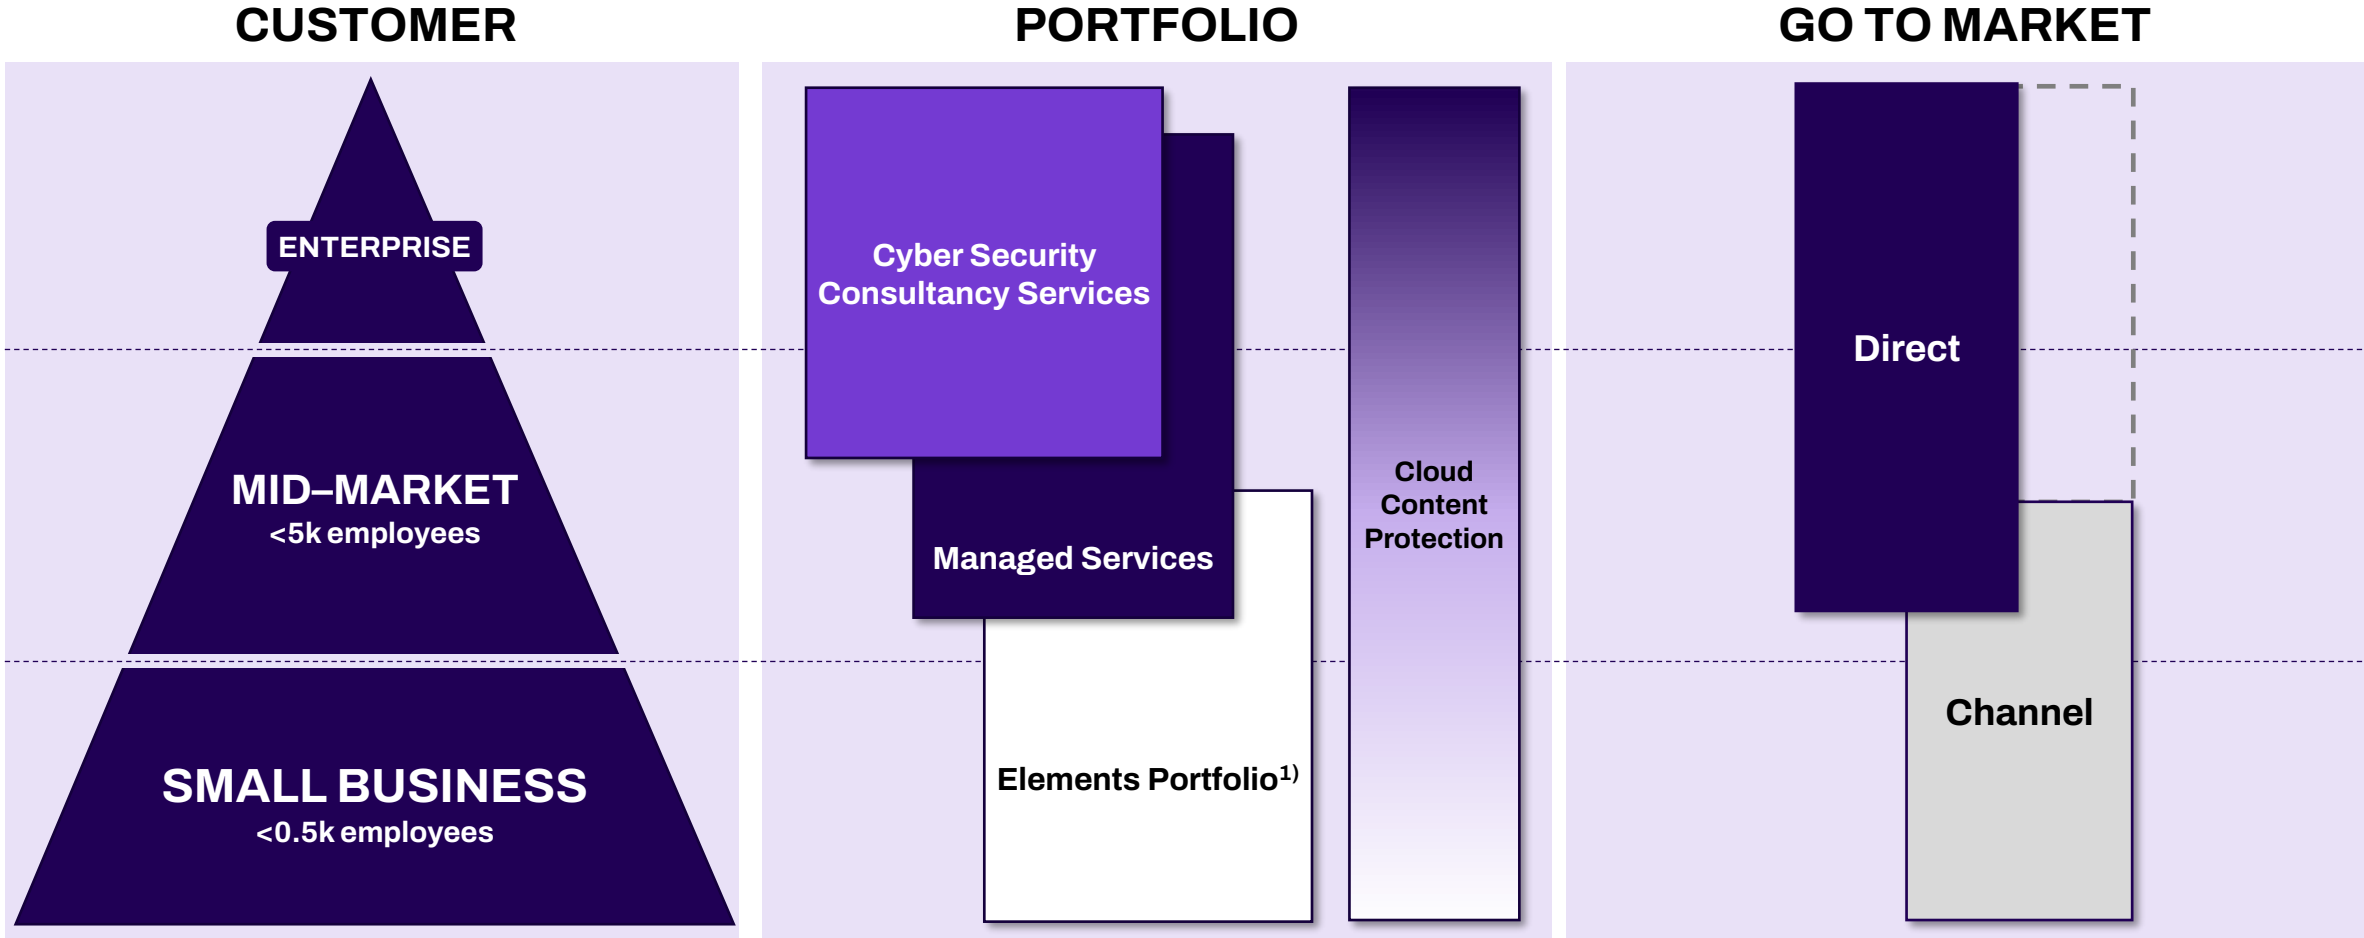 CUSTOMER
PORTFOLIO
GO TO MARKET
ENTERPRISE
MID–MARKET
<5k employees
SMALL BUSINESS
<0.5k employees
Cyber Security
Consultancy Services
Managed Services
Elements Portfolio¹⁾
Cloud
Content
Protection
Direct
Channel